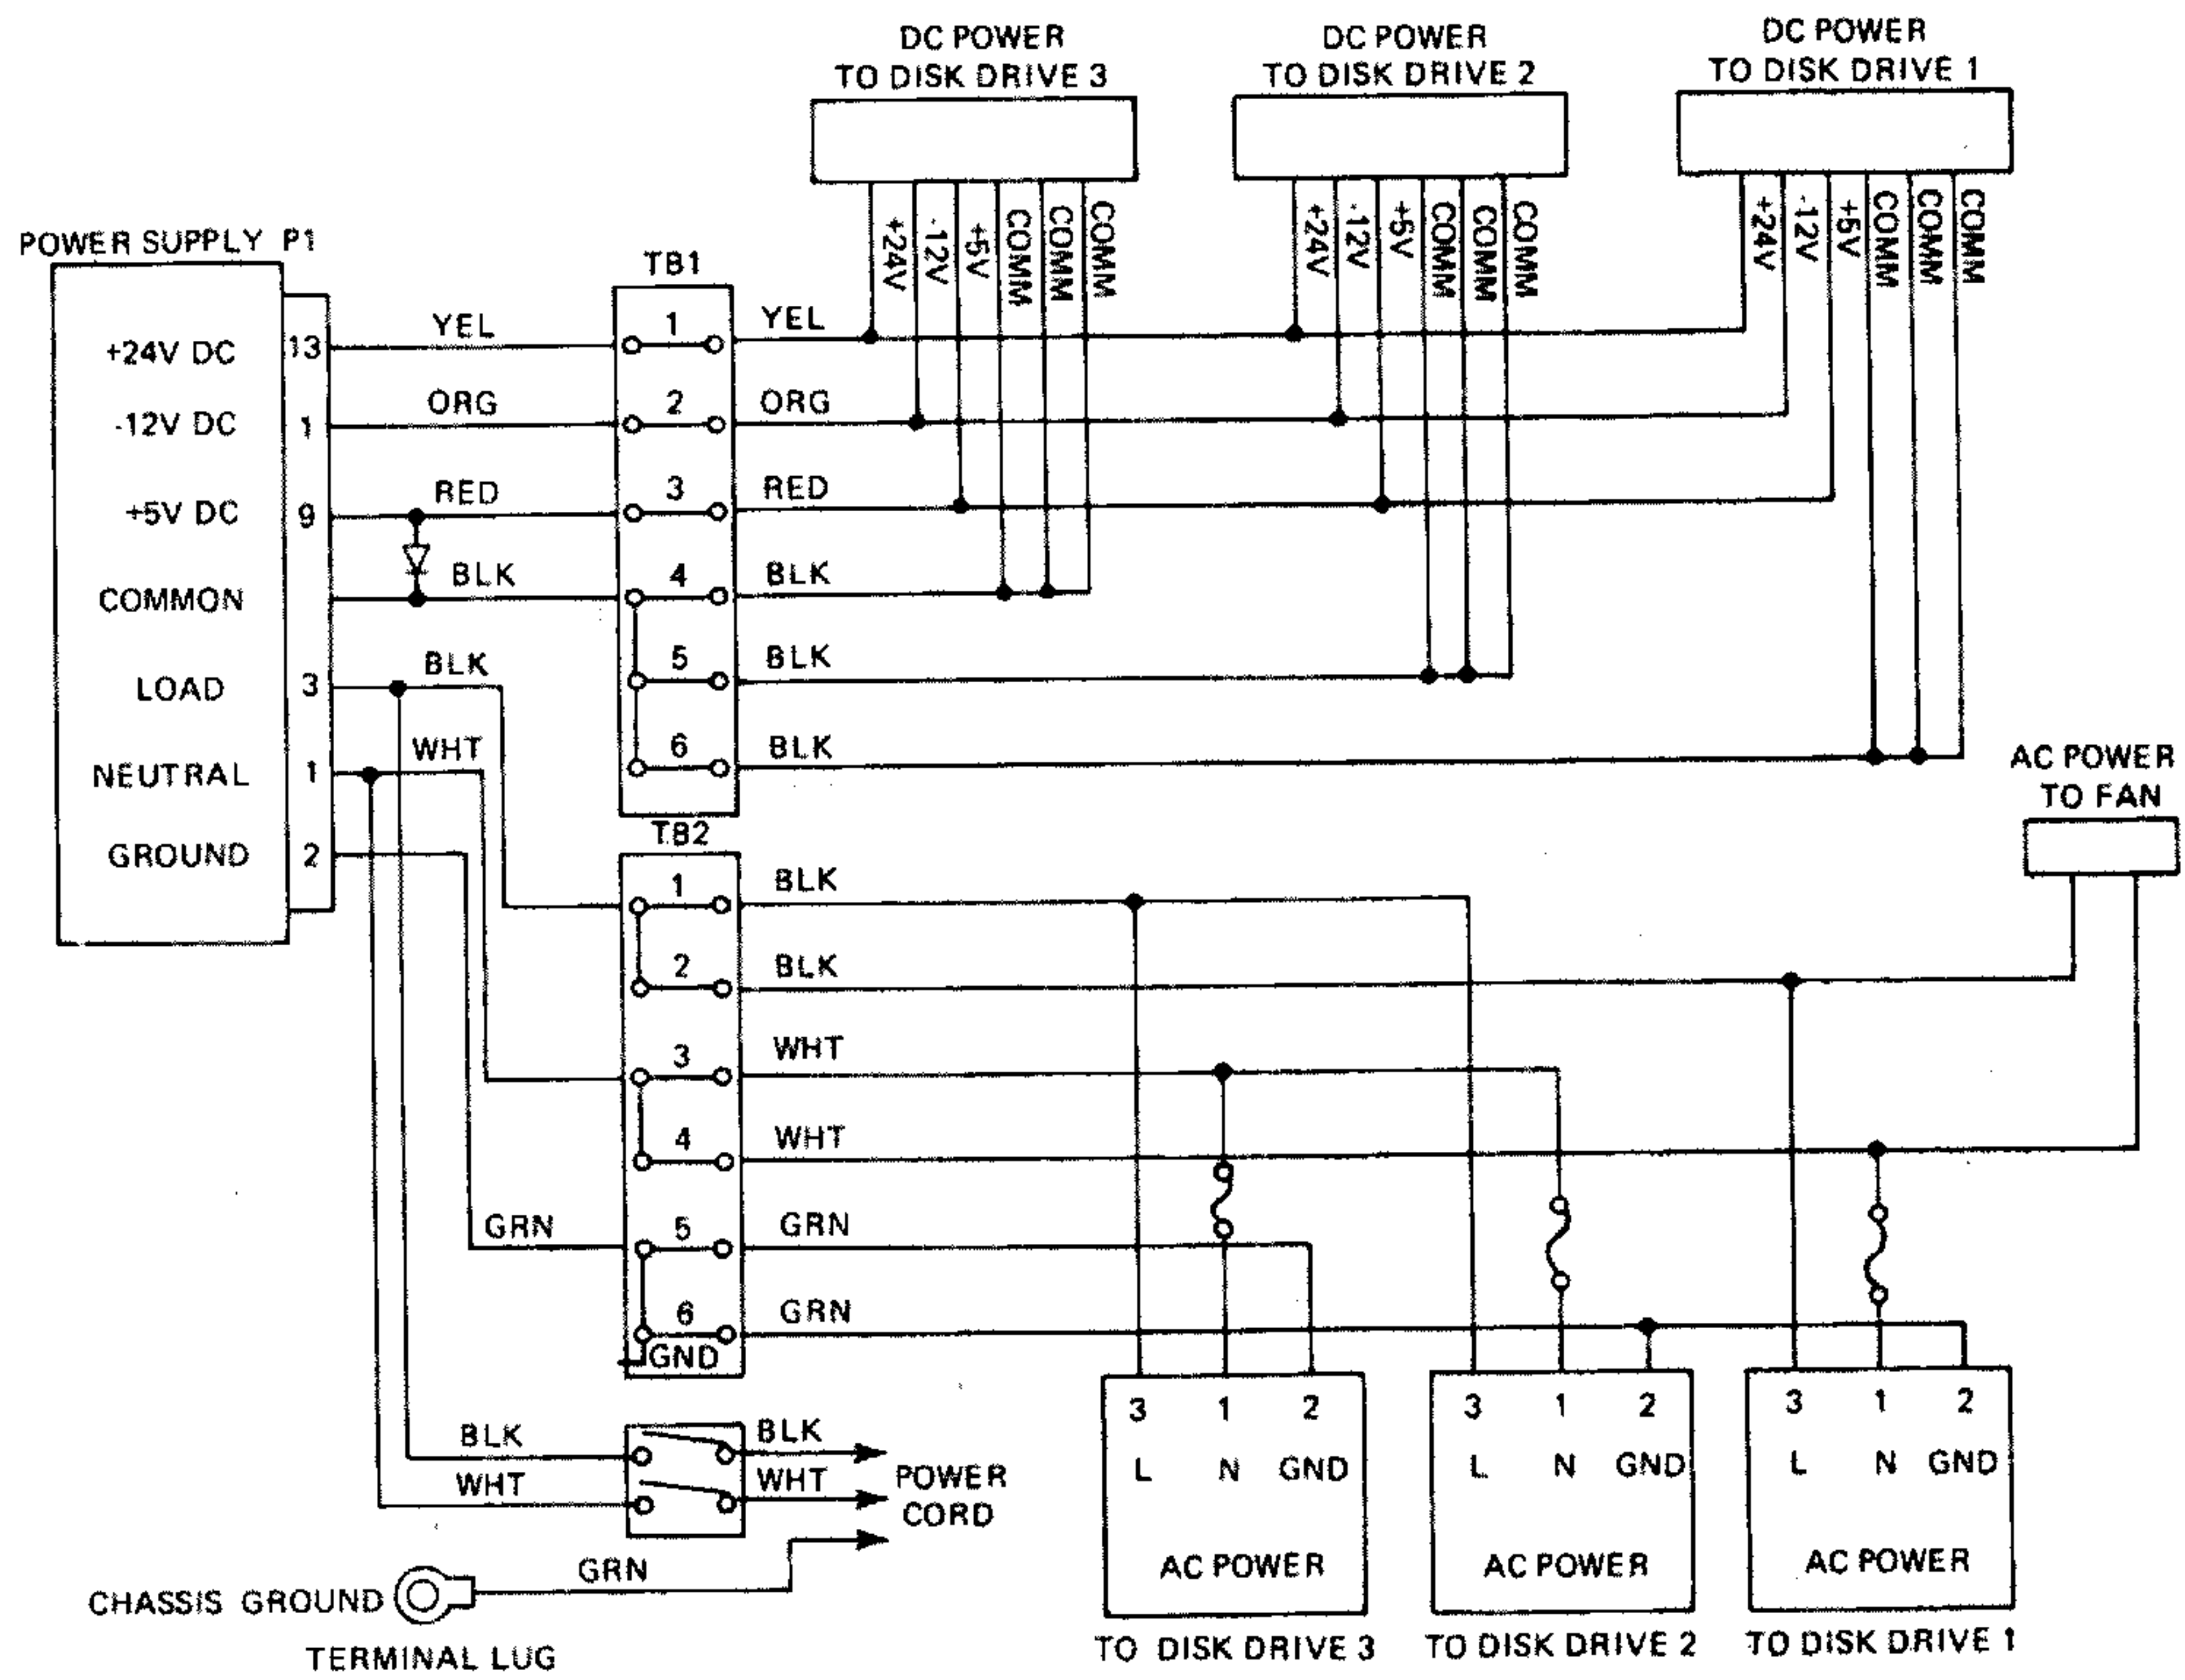 DC POWER
TO DISK DRIVE 3
DC POWER
TO DISK DRIVE 2
DC POWER
TO DISK DRIVE 1
+24V
-12V
+5V
COMM
COMM
COMM
+24V
-12V
+5V
COMM
COMM
COMM
+24V
-12V
+5V
COMM
COMM
COMM
POWER SUPPLY P1
TB1
+24V DC 13 YEL 1 YEL
-12V DC 1 ORG 2 ORG
+5V DC 9 RED 3 RED
COMMON BLK 4 BLK
5 BLK
LOAD 3 BLK
6 BLK
NEUTRAL 1 WHT
GROUND 2
AC POWER
TO FAN
TB2
1 BLK
2 BLK
3 WHT
4 WHT
GRN 5 GRN
6 GRN
GND
BLK BLK
WHT WHT
POWER
CORD
GRN
CHASSIS GROUND
TERMINAL LUG
3 1 2
L N GND
AC POWER
TO DISK DRIVE 3
3 1 2
L N GND
AC POWER
TO DISK DRIVE 2
3 1 2
L N GND
AC POWER
TO DISK DRIVE 1